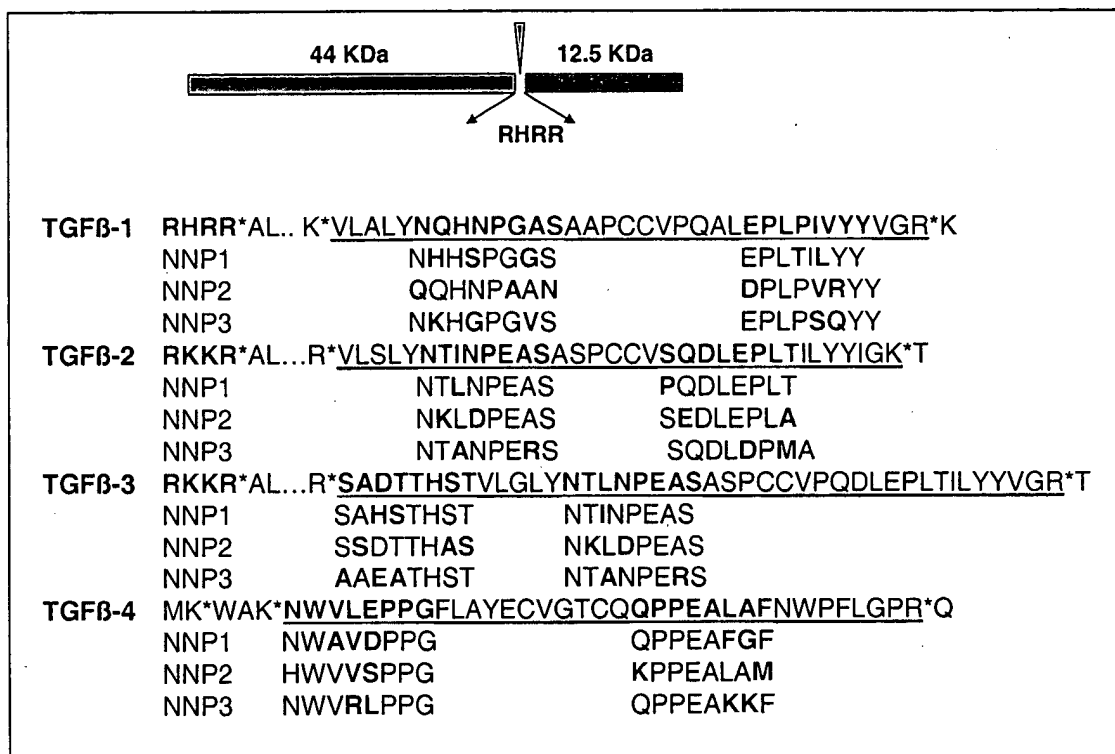 44 KDa 12.5 KDa
RHRR
TGFß-1 RHRR*AL.. K*VLALYNQHNPGASAAPCCVPQALEPLPIVYYVGR*K
NNP1 NHHSPGGS EPLTILYY
NNP2 QQHNPAAN DPLPVRYY
NNP3 NKHGPGVS EPLPSQYY
TGFß-2 RKKR*AL...R*VLSLYNTINPEASASPCCVSQDLEPLTILYYIGK*T
NNP1 NTLNPEAS PQDLEPLT
NNP2 NKLDPEAS SEDLEPLA
NNP3 NTANPERS SQDLDPMA
TGFß-3 RKKR*AL...R*SADTTHSTVLGLYNTLNPEASASPCCVPQDLEPLTILYYVGR*T
NNP1 SAHSTHST NTINPEAS
NNP2 SSDTTHAS NKLDPEAS
NNP3 AAEATHST NTANPERS
TGFß-4 MK*WAK*NWVLEPPGFLAYECVGTCQQPPEALAFNWPFLGPR*Q
NNP1 NWAVDPPG QPPEAFGF
NNP2 HWVVSPPG KPPEALAM
NNP3 NWVRLPPG QPPEAKKF